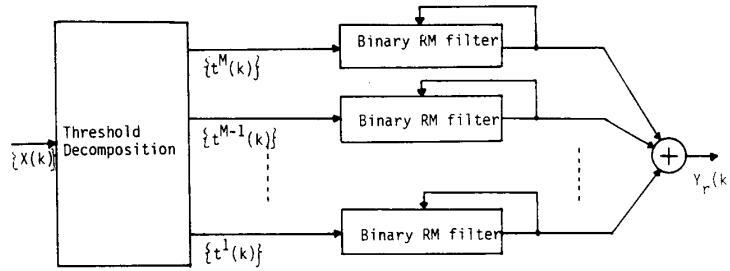 Binary RM filter
{t^M(k)}
Binary RM filter
Threshold
Decomposition
{t^{M-1}(k)}
+
{X(k)}
Y_r(k
Binary RM filter
{t^1(k)}